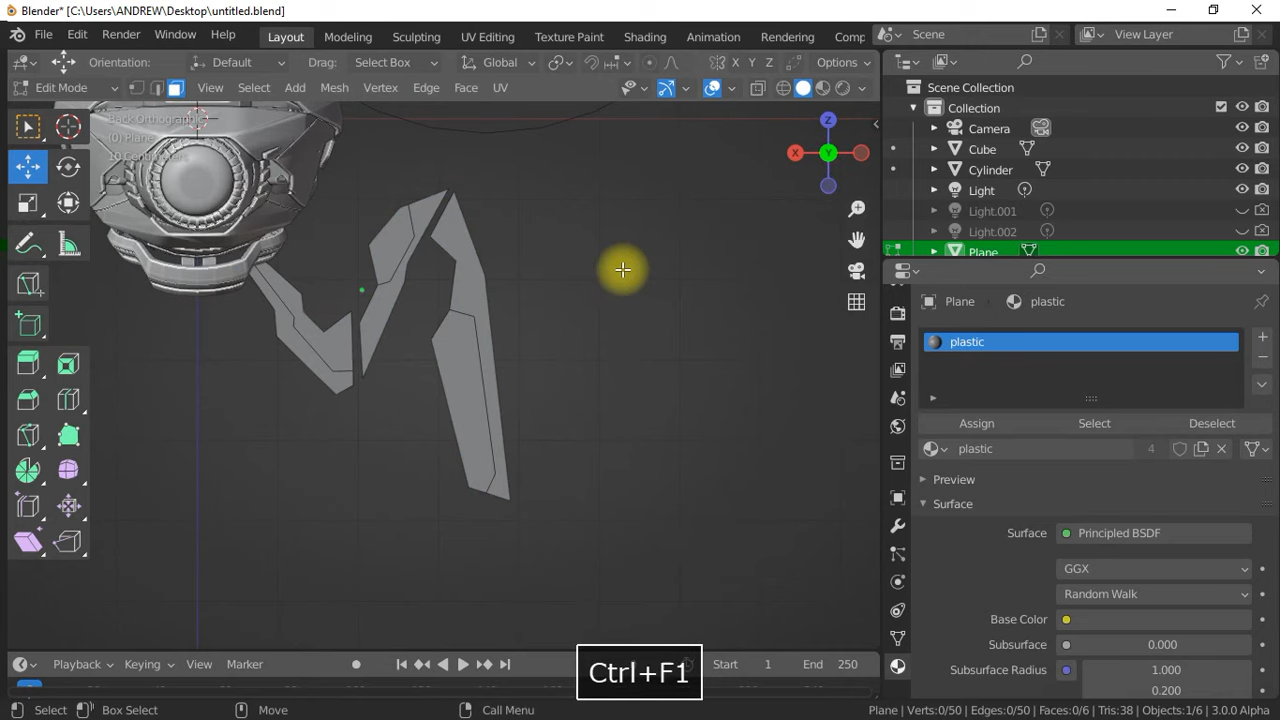 Blender* [C:\Users\ANDREW\Desktop\untitled.blend]
File Edit Render Window Help Layout Modeling Sculpting UV Editing Texture Paint Shading Animation Rendering Comp Scene View Layer
Orientation: Default Drag: Select Box Global X Y Z Options
Edit Mode View Select Add Mesh Vertex Edge Face UV
Back Orthographic
(0) Plane
10 Centimeters
X Y Z
Scene Collection
Collection
Camera
Cube
Cylinder
Light
Light.001
Light.002
Plane
Plane plastic
plastic
Assign Select Deselect
plastic 4
Preview
Surface
Surface Principled BSDF
GGX
Random Walk
Base Color
Subsurface 0.000
Subsurface Radius 1.000
0.200
Ctrl+F1
Playback Keying View Marker Start 1 End 250
Select Box Select Move Call Menu Plane | Verts:0/50 | Edges:0/50 | Faces:0/6 | Tris:38 | Objects:1/6 | 3.0.0 Alpha